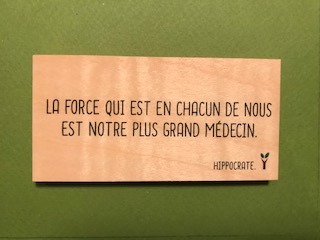 LA FORCE QUI EST EN CHACUN DE NOUS
EST NOTRE PLUS GRAND MÉDECIN.
HIPPOCRATE.